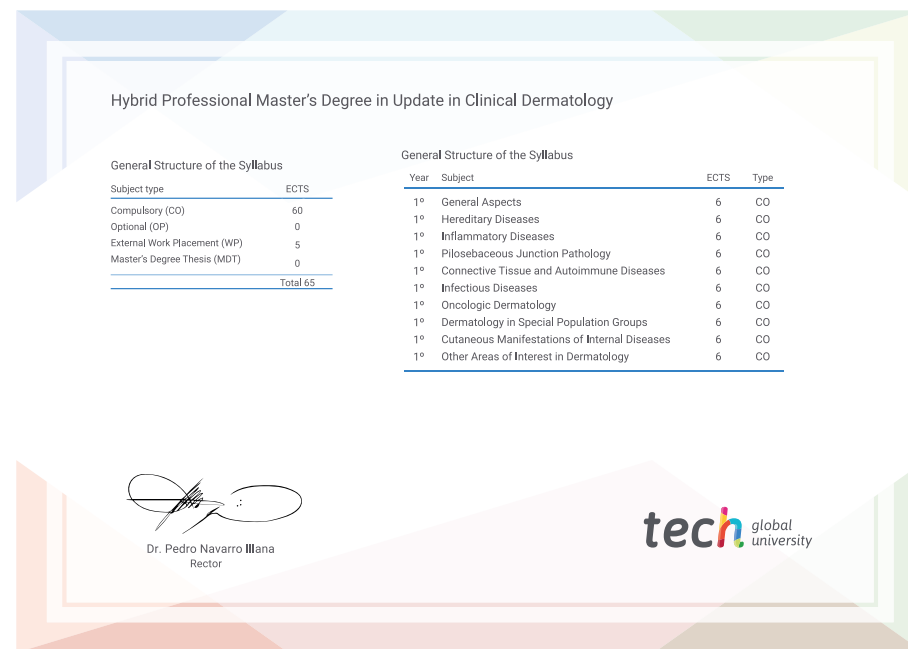 Hybrid Professional Master's Degree in Update in Clinical Dermatology
General Structure of the Syllabus
Subject type ECTS
Compulsory (CO) 60
Optional (OP) 0
External Work Placement (WP) 5
Master's Degree Thesis (MDT) 0
Total 65
General Structure of the Syllabus
Year Subject ECTS Type
1º General Aspects 6 CO
1º Hereditary Diseases 6 CO
1º Inflammatory Diseases 6 CO
1º Pilosebaceous Junction Pathology 6 CO
1º Connective Tissue and Autoimmune Diseases 6 CO
1º Infectious Diseases 6 CO
1º Oncologic Dermatology 6 CO
1º Dermatology in Special Population Groups 6 CO
1º Cutaneous Manifestations of Internal Diseases 6 CO
1º Other Areas of Interest in Dermatology 6 CO
Dr. Pedro Navarro Illana
Rector
tech global
university